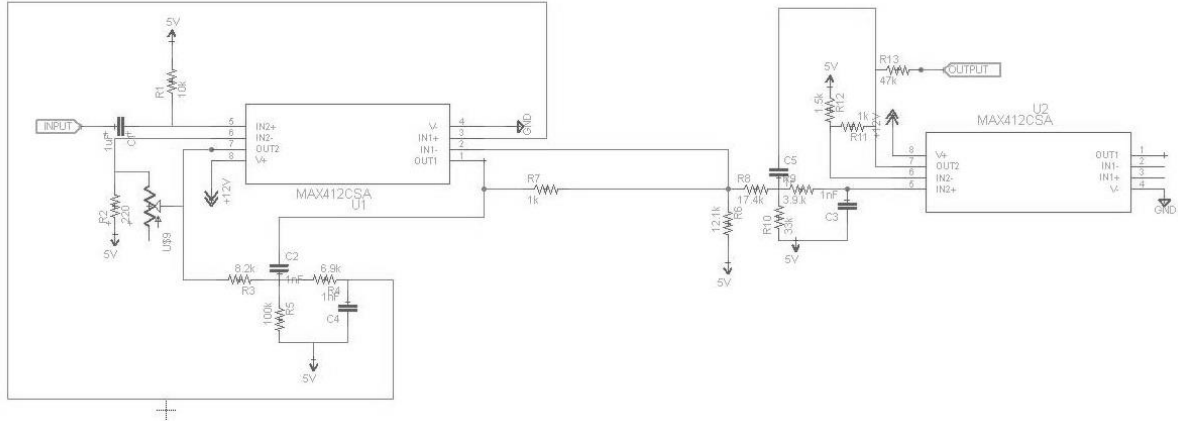 5V
R1
10k
INPUT
1uF
C1
5
IN2+
6
IN2-
7
OUT2
8
V+
V-
4
IN1+
3
IN1-
2
OUT1
1
GND
MAX412CSA
U1
+12V
R2
220
5V
U$9
8.2k
R3
C2
1nF
6.9k
R4
1nF
C4
100k
R5
5V
R7
1k
12.1k
R6
5V
R8
17.4k
C5
3.9.k
1nF
C3
R10
33k
5V
5V
1.5k
R12
1k
R11
+12V
R13
47k
OUTPUT
U2
MAX412CSA
8
V+
7
OUT2
6
IN2-
5
IN2+
OUT1
1
IN1-
2
IN1+
3
V-
4
GND